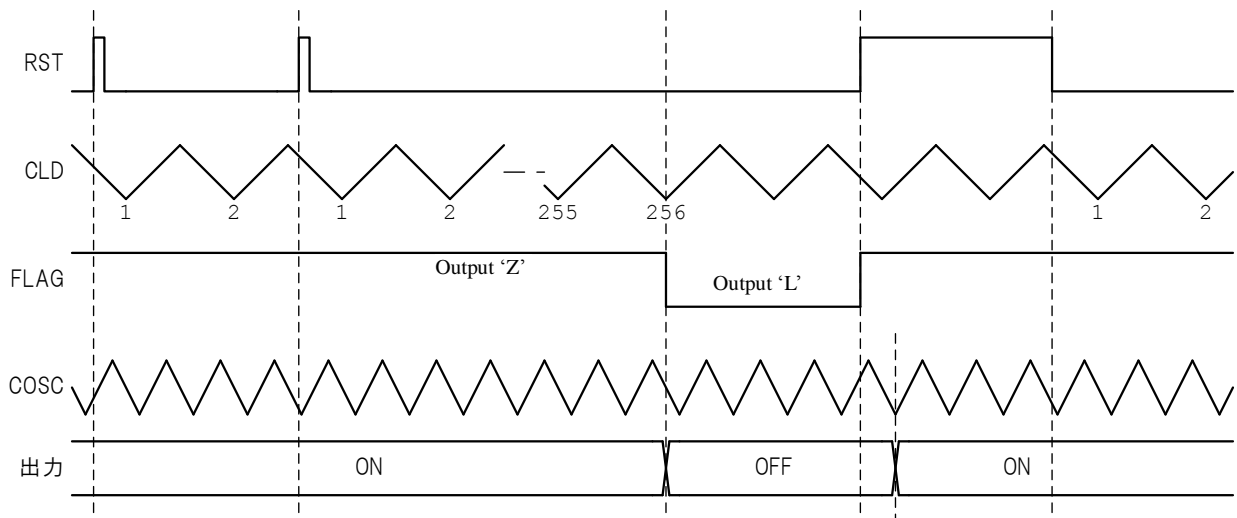 RST
CLD
1 2 1 2 255 256 1 2
FLAG
Output ‘Z’
Output ‘L’
COSC
出力
ON
OFF
ON